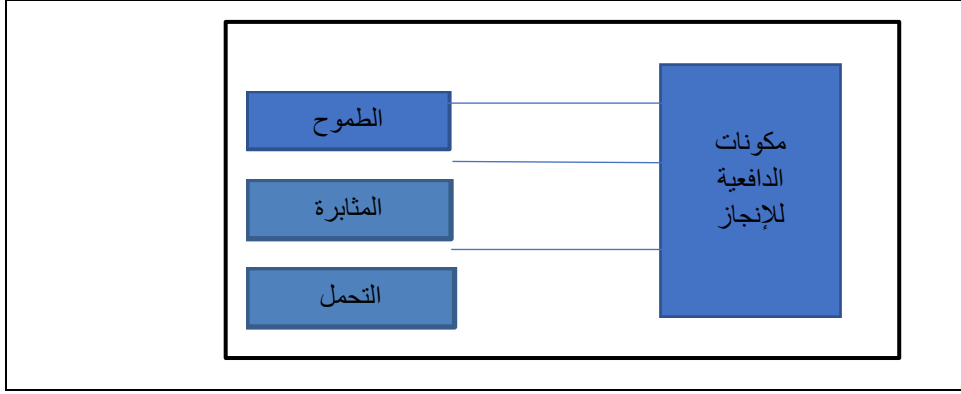 مكونات
الدافعية
للإنجاز
الطموح
المثابرة
التحمل